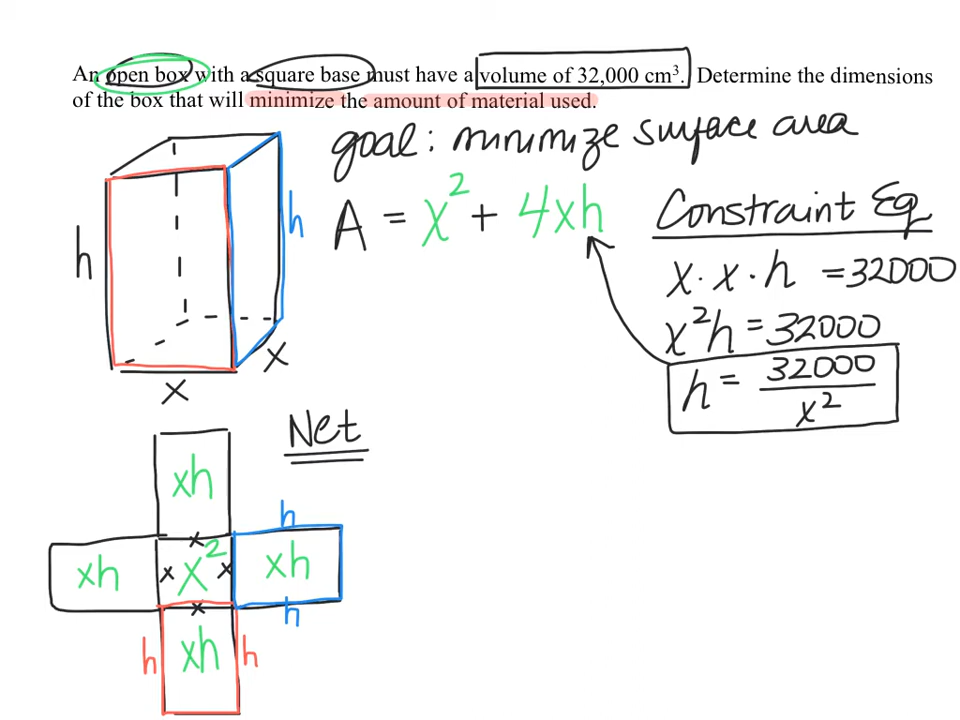 An open box with a square base must have a volume of 32,000 cm³. Determine the dimensions
of the box that will minimize the amount of material used.
goal: minimize surface area
A = x² + 4xh
Constraint Eq
x · x · h = 32000
x²h = 32000
h = 32000/x²
h
h
x
x
Net
xh
h
x
xh
x
x²
x
xh
x
h
h
xh
h